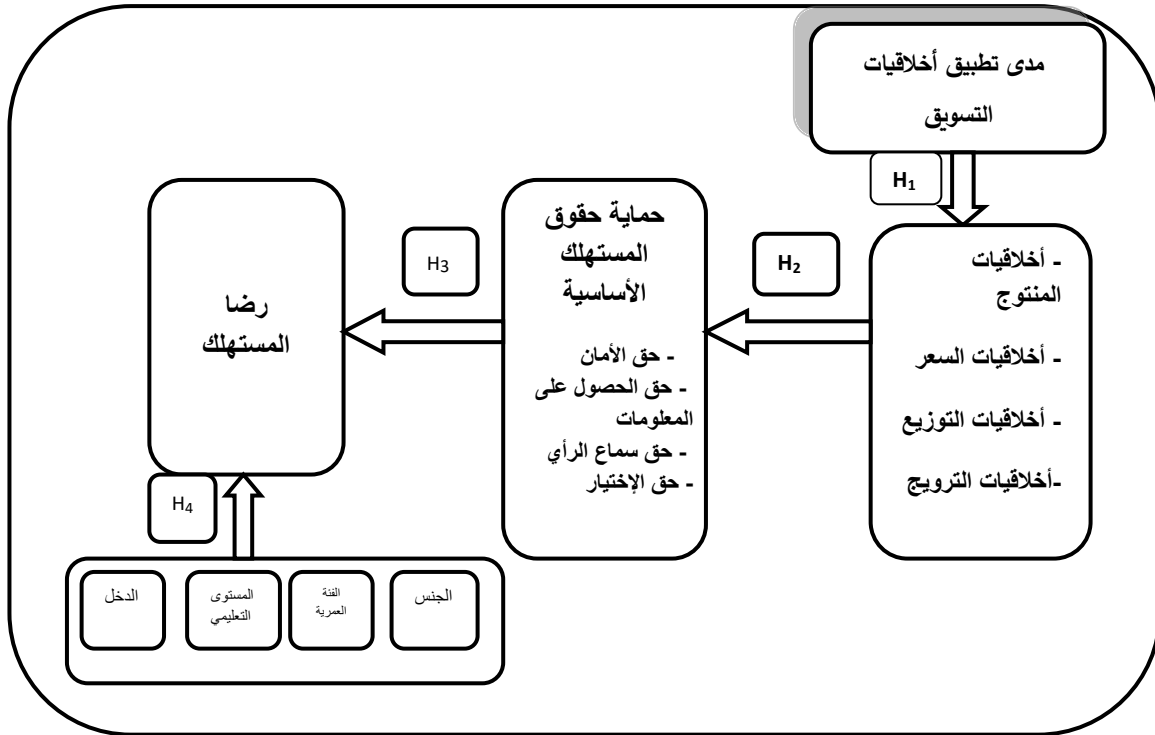 مدى تطبيق أخلاقيات
التسويق
H1
- أخلاقيات
المنتوج
- أخلاقيات السعر
- أخلاقيات التوزيع
-أخلاقيات الترويج
H2
حماية حقوق
المستهلك
الأساسية
- حق الأمان
- حق الحصول على
المعلومات
- حق سماع الرأي
- حق الإختيار
H3
رضا
المستهلك
H4
الجنس
الفئة
العمرية
المستوى
التعليمي
الدخل